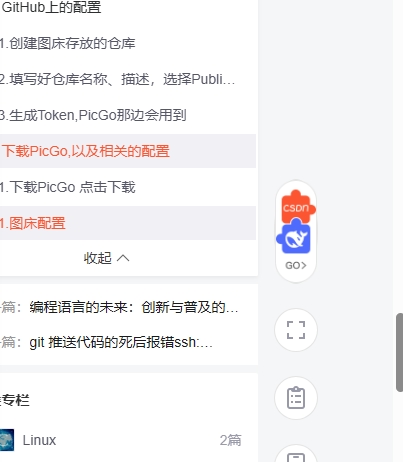 GitHub上的配置
1.创建图床存放的仓库
2.填写好仓库名称、描述，选择Publi...
3.生成Token,PicGo那边会用到
下载PicGo,以及相关的配置
1.下载PicGo 点击下载
1.图床配置
收起
篇： 编程语言的未来：创新与普及的...
篇： git 推送代码的死后报错ssh:...
专栏
Linux 2篇
CSDN
GO>